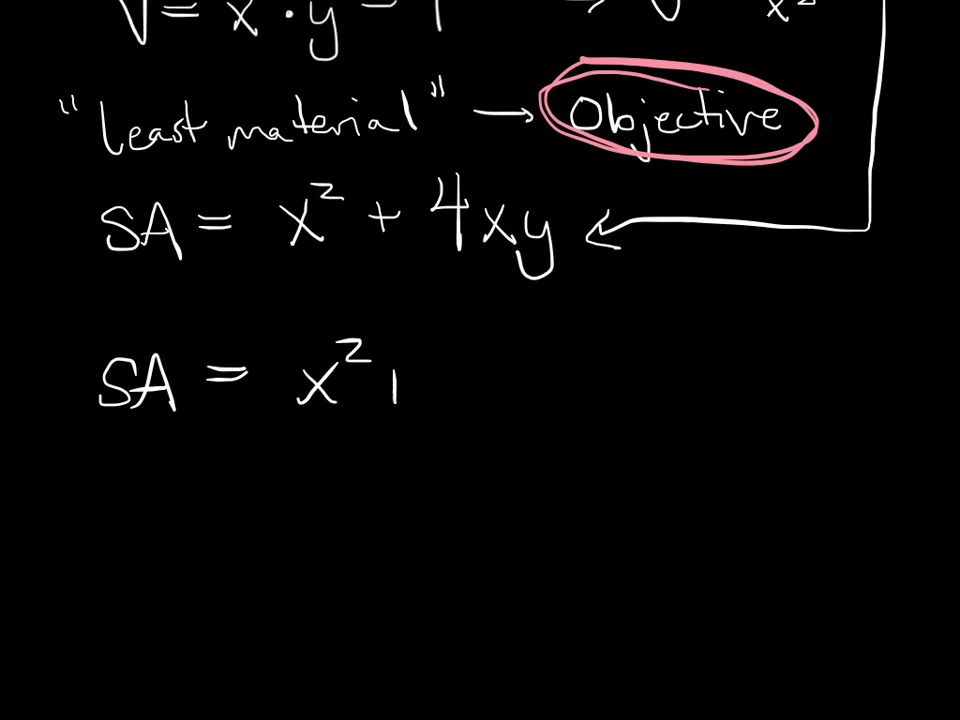 V = x · y =
"Least material" → Objective
SA = x² + 4xy
SA = x²